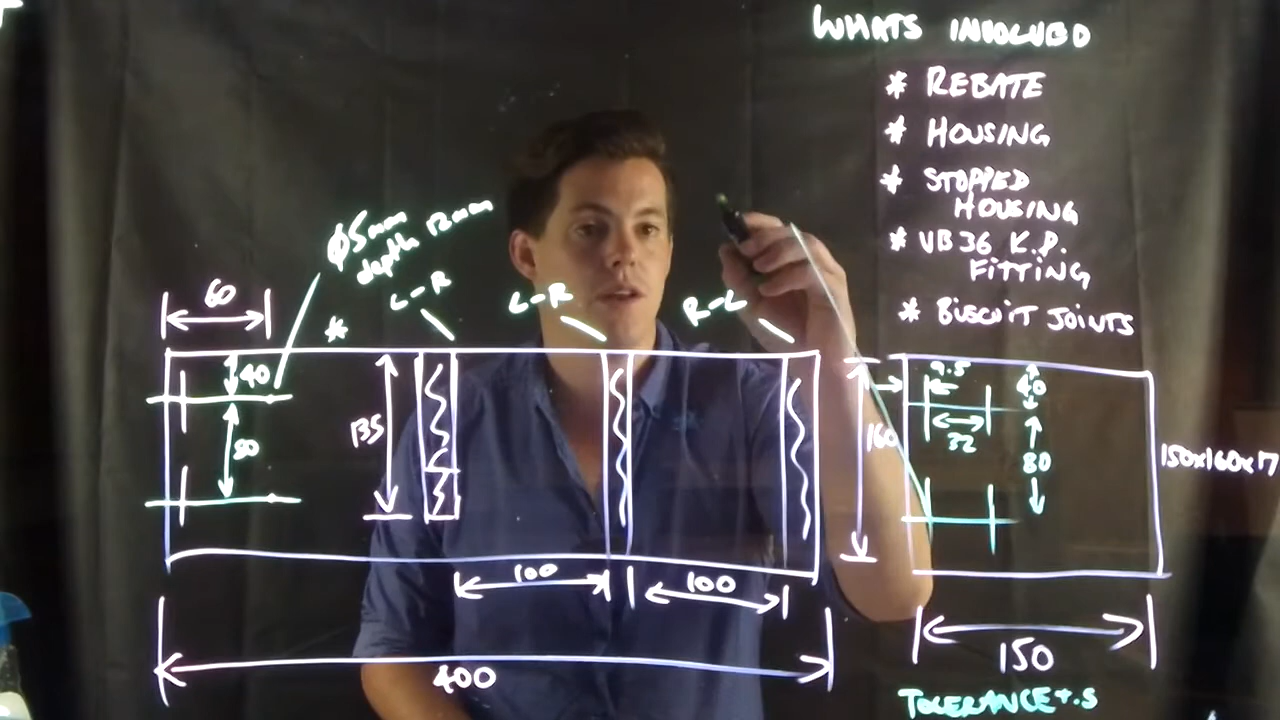 WHATS INVOLVED
* REBATE
* HOUSING
* STOPPED
HOUSING
* VB36 K.D.
FITTING
* BISCUIT JOINTS
Ø5mm
depth 12mm
60
*
L-R
L-R
R-L
40
80
135
160
9.5
32
40
80
150x160x17
100
100
400
150
TOLERANCE +.5